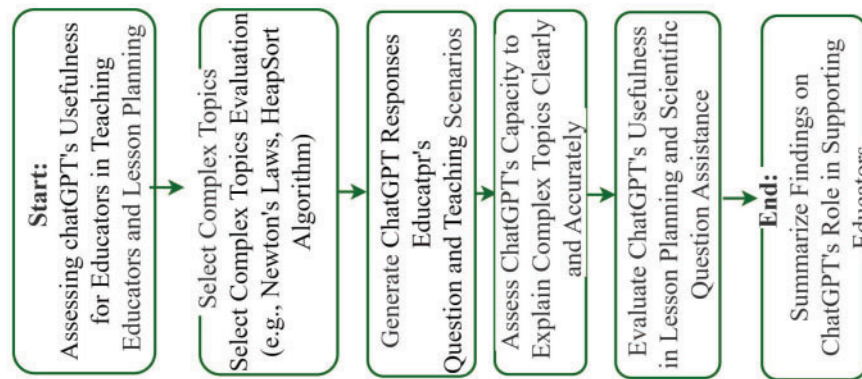 Start:
Assessing chatGPT's Usefulness
for Educators in Teaching
Educators and Lesson Planning
Select Complex Topics
Select Complex Topics Evaluation
(e.g., Newton's Laws, HeapSort
Algorithm)
Generate ChatGPT Responses
Educatpr's
Question and Teaching Scenarios
Assess ChatGPT's Capacity to
Explain Complex Topics Clearly
and Accurately
Evaluate ChatGPT's Usefulness
in Lesson Planning and Scientific
Question Assistance
End:
Summarize Findings on
ChatGPT's Role in Supporting
Educators